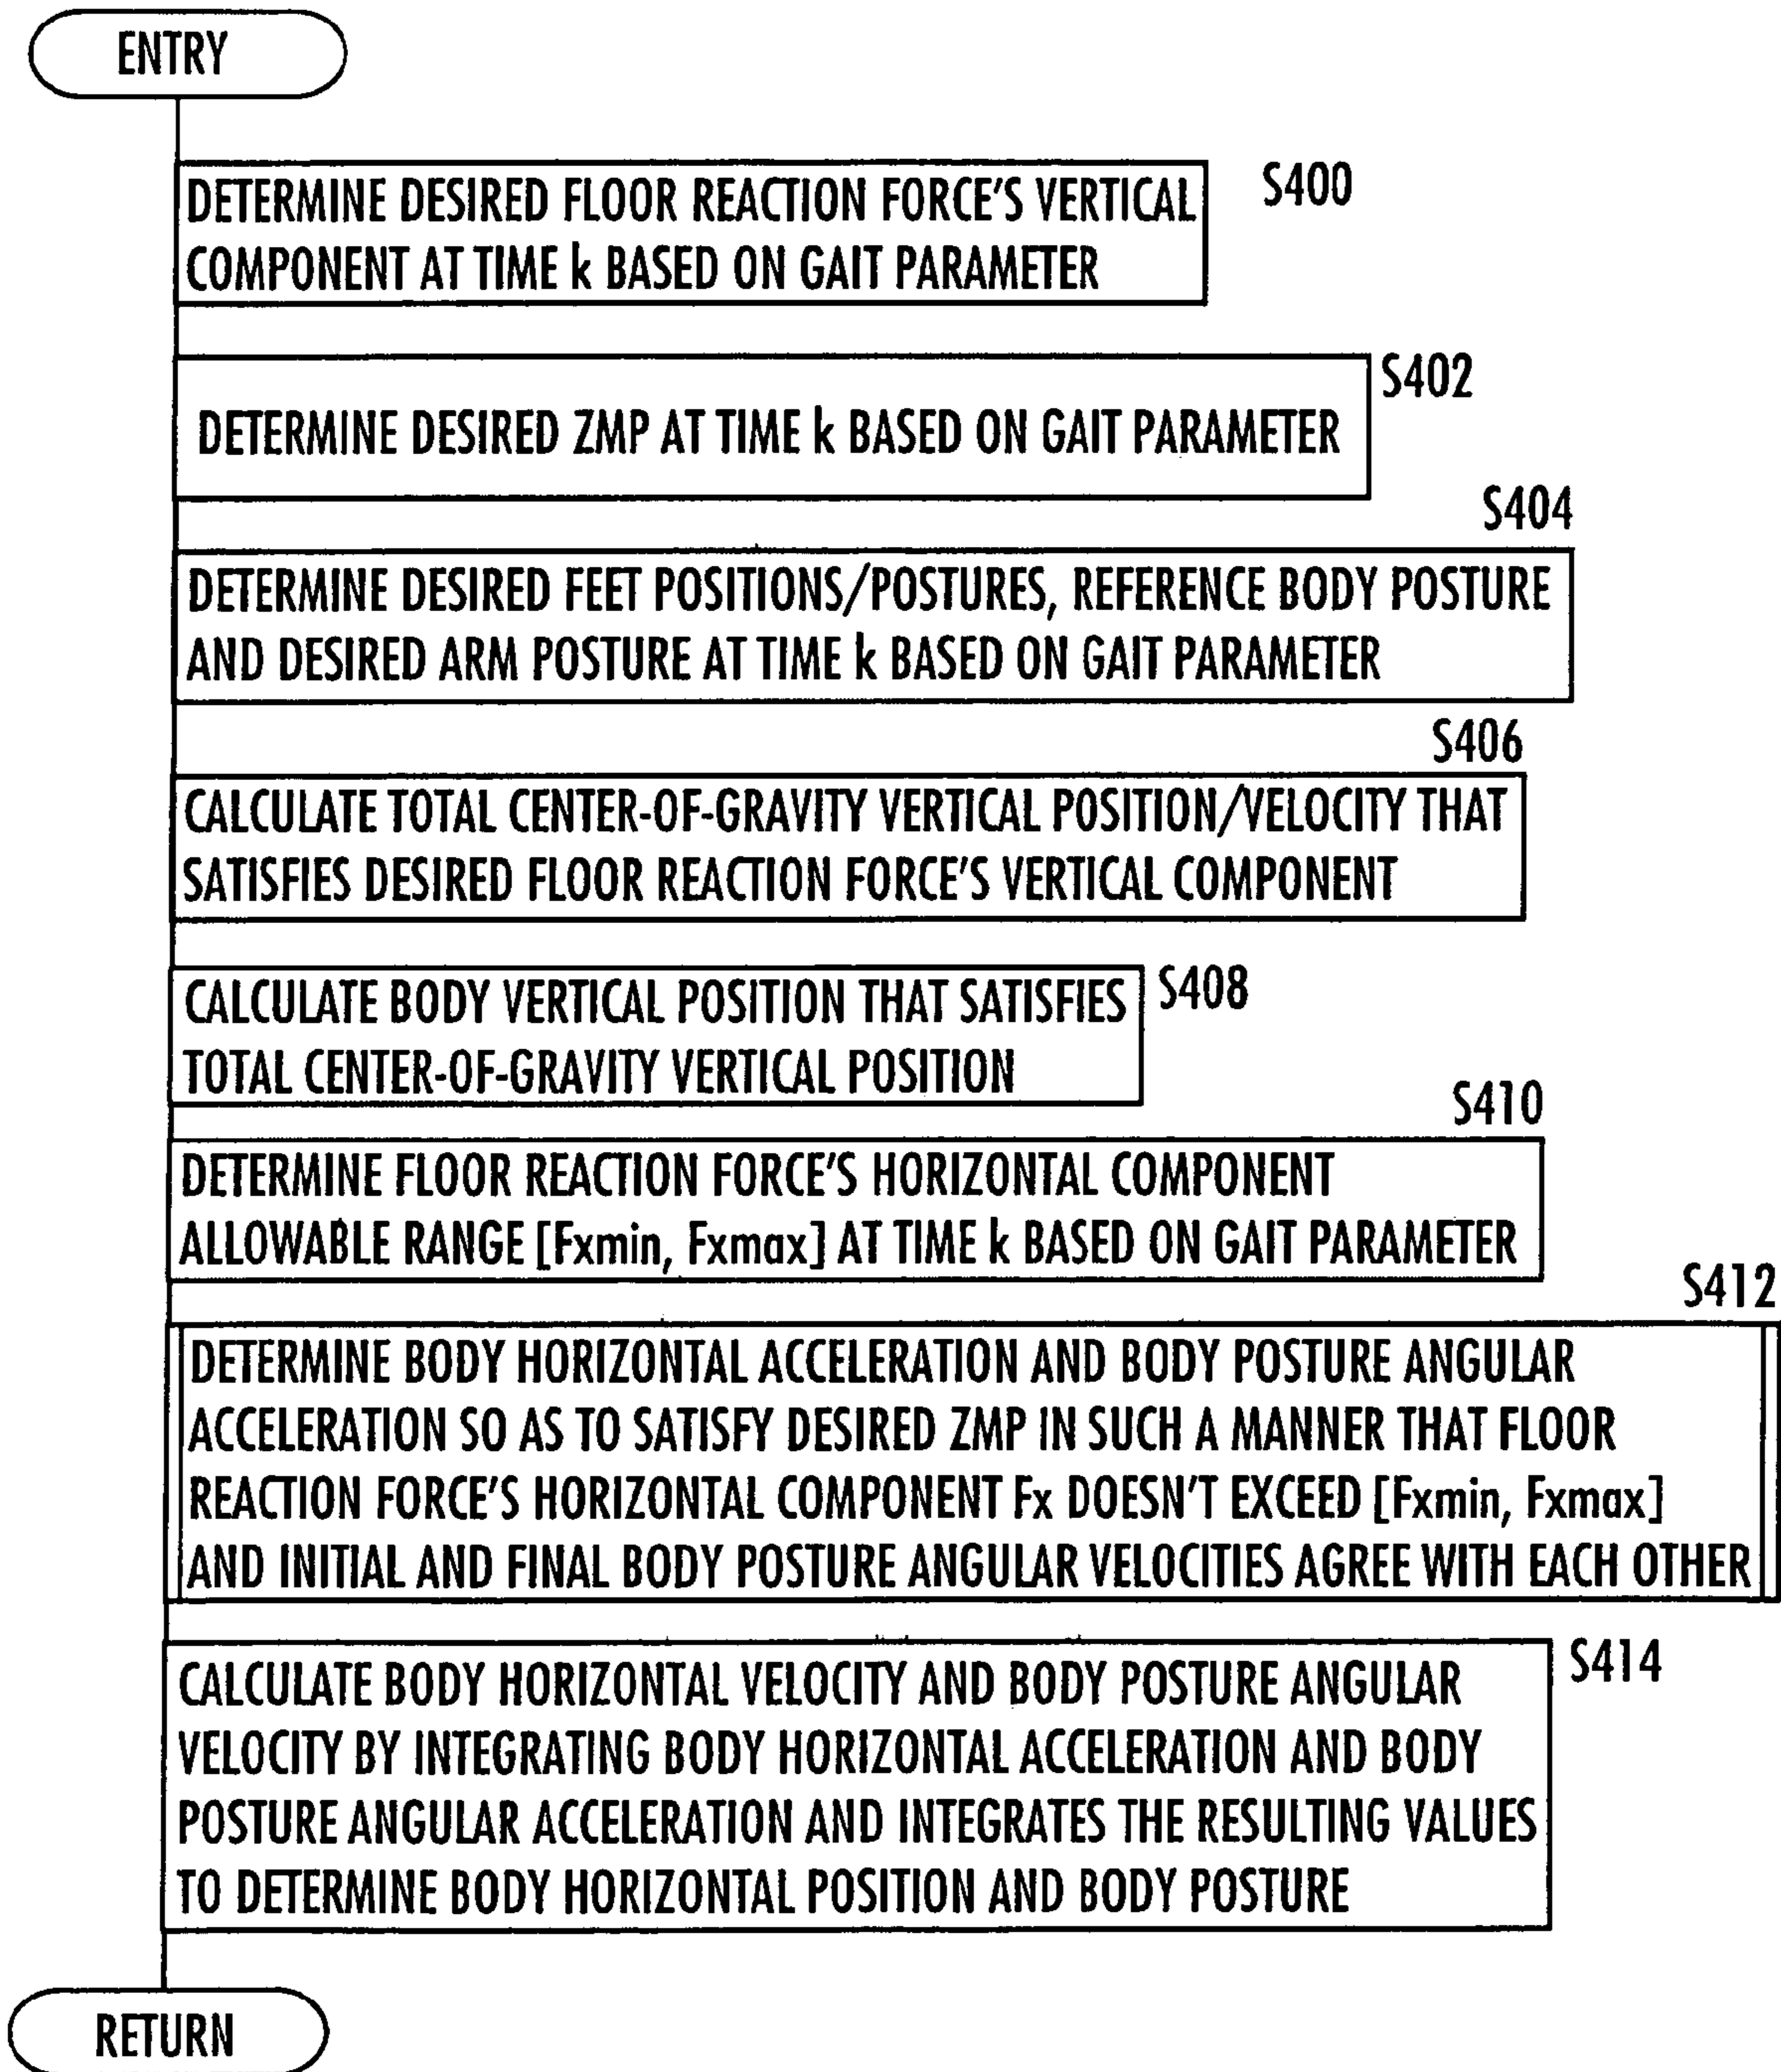 ENTRY
S400
DETERMINE DESIRED FLOOR REACTION FORCE'S VERTICAL
COMPONENT AT TIME k BASED ON GAIT PARAMETER
S402
DETERMINE DESIRED ZMP AT TIME k BASED ON GAIT PARAMETER
S404
DETERMINE DESIRED FEET POSITIONS/POSTURES, REFERENCE BODY POSTURE
AND DESIRED ARM POSTURE AT TIME k BASED ON GAIT PARAMETER
S406
CALCULATE TOTAL CENTER-OF-GRAVITY VERTICAL POSITION/VELOCITY THAT
SATISFIES DESIRED FLOOR REACTION FORCE'S VERTICAL COMPONENT
S408
CALCULATE BODY VERTICAL POSITION THAT SATISFIES
TOTAL CENTER-OF-GRAVITY VERTICAL POSITION
S410
DETERMINE FLOOR REACTION FORCE'S HORIZONTAL COMPONENT
ALLOWABLE RANGE [Fxmin, Fxmax] AT TIME k BASED ON GAIT PARAMETER
S412
DETERMINE BODY HORIZONTAL ACCELERATION AND BODY POSTURE ANGULAR
ACCELERATION SO AS TO SATISFY DESIRED ZMP IN SUCH A MANNER THAT FLOOR
REACTION FORCE'S HORIZONTAL COMPONENT Fx DOESN'T EXCEED [Fxmin, Fxmax]
AND INITIAL AND FINAL BODY POSTURE ANGULAR VELOCITIES AGREE WITH EACH OTHER
S414
CALCULATE BODY HORIZONTAL VELOCITY AND BODY POSTURE ANGULAR
VELOCITY BY INTEGRATING BODY HORIZONTAL ACCELERATION AND BODY
POSTURE ANGULAR ACCELERATION AND INTEGRATES THE RESULTING VALUES
TO DETERMINE BODY HORIZONTAL POSITION AND BODY POSTURE
RETURN